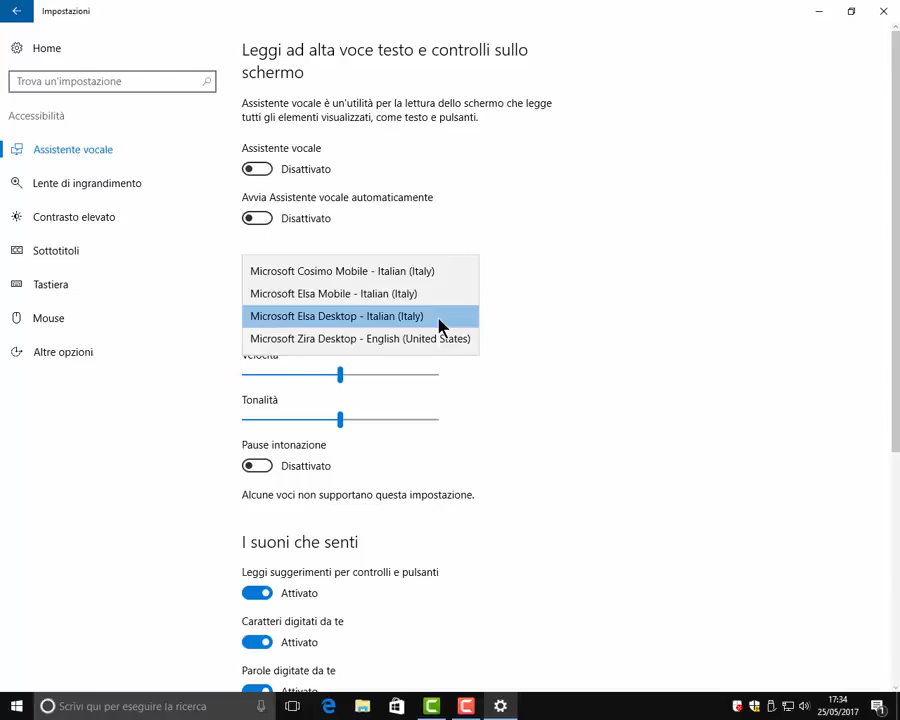 Impostazioni
Home
Trova un'impostazione
Accessibilità
Assistente vocale
Lente di ingrandimento
Contrasto elevato
Sottotitoli
Tastiera
Mouse
Altre opzioni
Leggi ad alta voce testo e controlli sullo
schermo
Assistente vocale è un'utilità per la lettura dello schermo che legge
tutti gli elementi visualizzati, come testo e pulsanti.
Assistente vocale
Disattivato
Avvia Assistente vocale automaticamente
Disattivato
Microsoft Cosimo Mobile - Italian (Italy)
Microsoft Elsa Mobile - Italian (Italy)
Microsoft Elsa Desktop - Italian (Italy)
Microsoft Zira Desktop - English (United States)
Velocità
Tonalità
Pause intonazione
Disattivato
Alcune voci non supportano questa impostazione.
I suoni che senti
Leggi suggerimenti per controlli e pulsanti
Attivato
Caratteri digitati da te
Attivato
Parole digitate da te
Attivato
Scrivi qui per eseguire la ricerca
17:34
25/05/2017
1